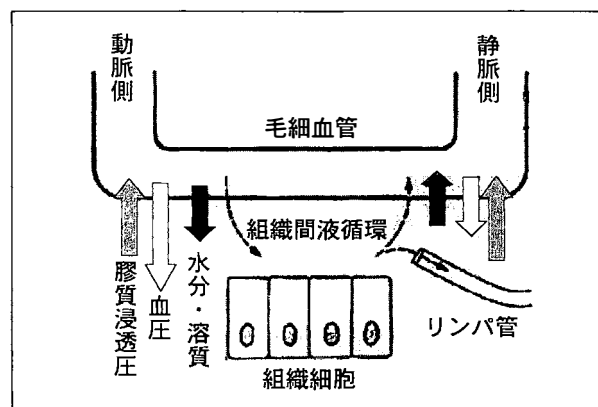 動脈側
静脈側
毛細血管
組織間液循環
膠質浸透圧
血圧
水分・溶質
リンパ管
組織細胞